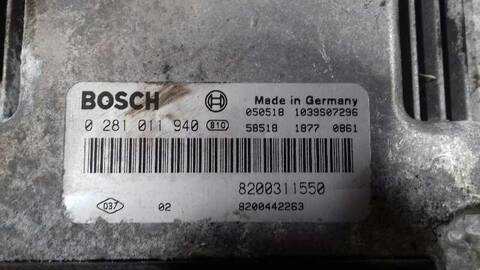 BOSCH Made in Germany
050518 1039S07296
0 281 011 940 810 58518 1877 0861
8200311550
037 02 8200442263